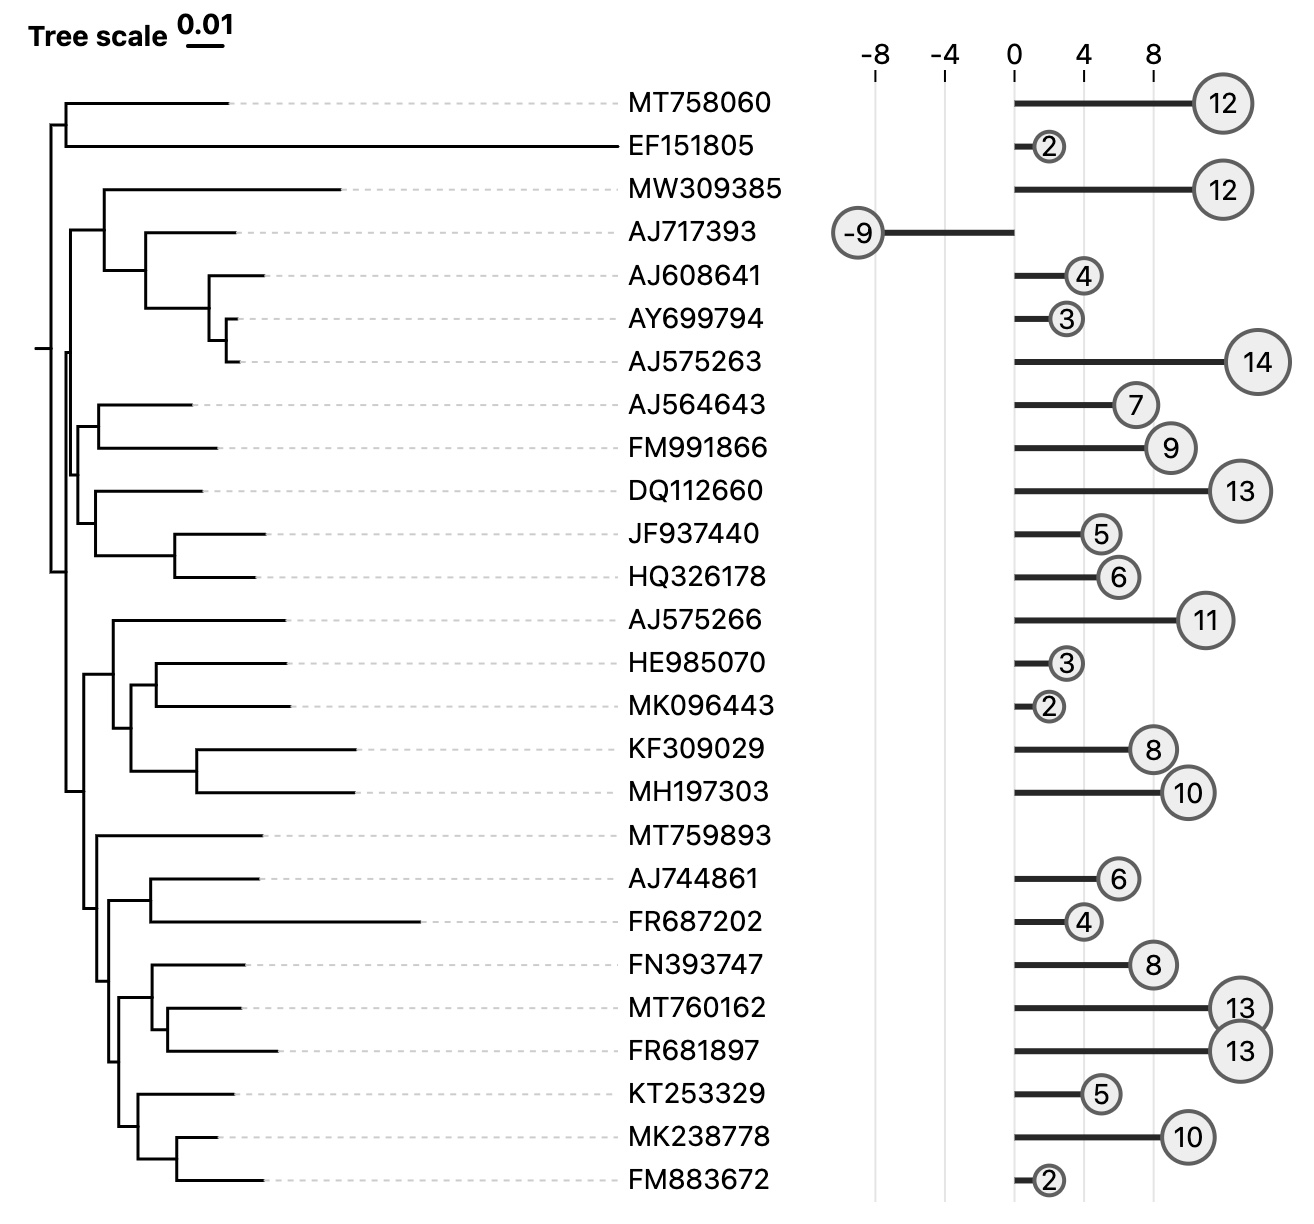 Tree scale 0.01
-8 -4 0 4 8
MT758060 12
EF151805 2
MW309385 12
AJ717393 -9
AJ608641 4
AY699794 3
AJ575263 14
AJ564643 7
FM991866 9
DQ112660 13
JF937440 5
HQ326178 6
AJ575266 11
HE985070 3
MK096443 2
KF309029 8
MH197303 10
MT759893
AJ744861 6
FR687202 4
FN393747 8
MT760162 13
FR681897 13
KT253329 5
MK238778 10
FM883672 2